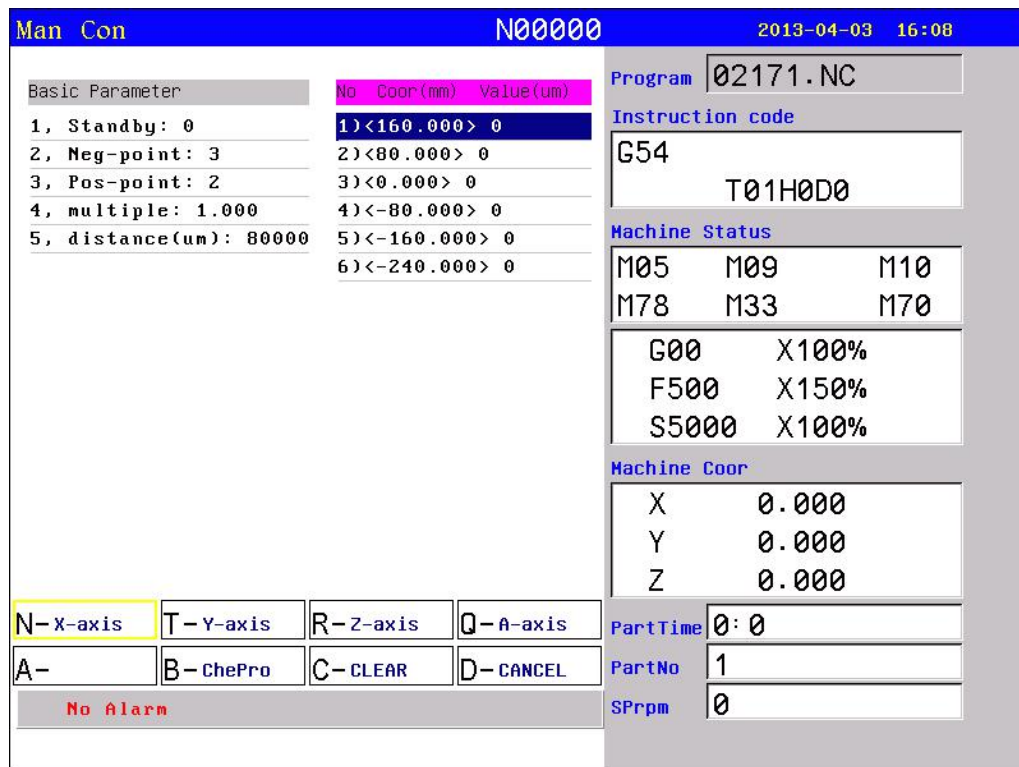 Man Con N00000 2013-04-03 16:08
Basic Parameter
1, Standby: 0
2, Neg-point: 3
3, Pos-point: 2
4, multiple: 1.000
5, distance(um): 80000
No Coor(mm) Value(um)
1)<160.000> 0
2)<80.000> 0
3)<0.000> 0
4)<-80.000> 0
5)<-160.000> 0
6)<-240.000> 0
Program 02171.NC
Instruction code
G54
T01H0D0
Machine Status
M05 M09 M10
M78 M33 M70
G00 X100%
F500 X150%
S5000 X100%
Machine Coor
X 0.000
Y 0.000
Z 0.000
PartTime 0: 0
PartNo 1
SPrpm 0
N-X-axis T-Y-axis R-Z-axis Q-A-axis
A- B-ChePro C-CLEAR D-CANCEL
No Alarm